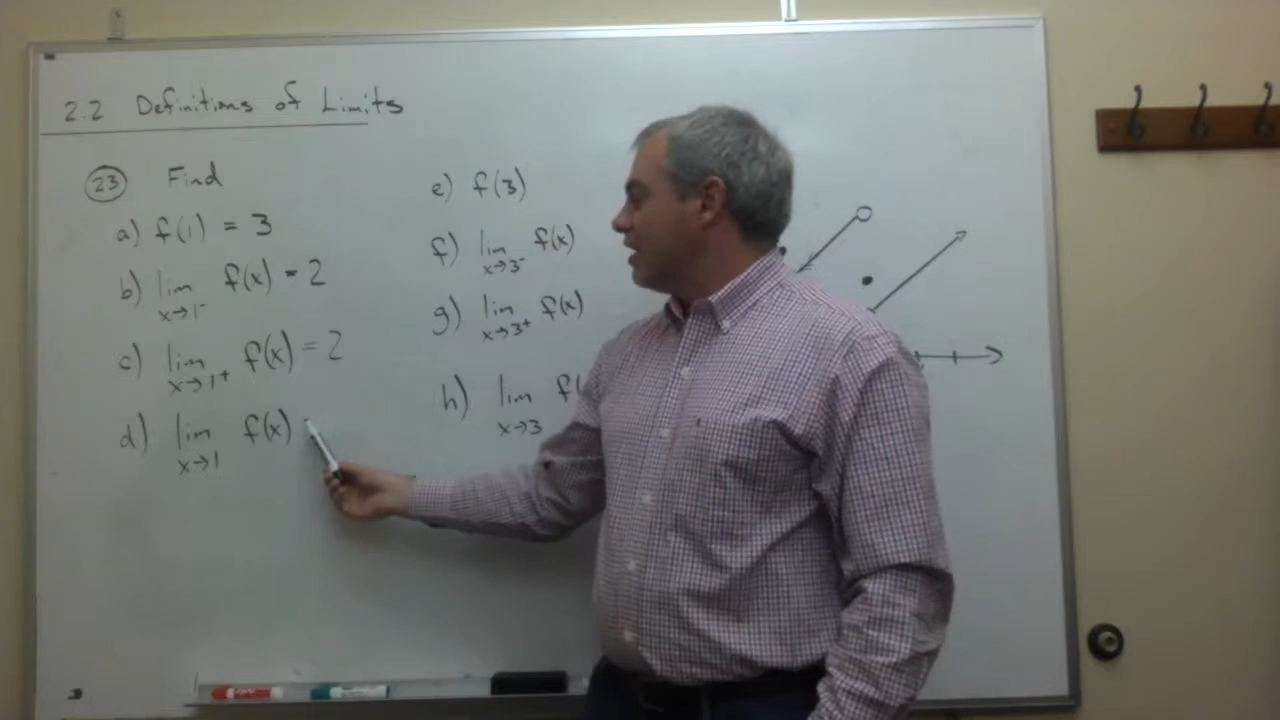 2.2 Definitions of Limits
23 Find
a) f(1) = 3
b) lim f(x) = 2
x→1⁻
c) lim f(x) = 2
x→1⁺
d) lim f(x)
x→1
e) f(3)
f) lim f(x)
x→3⁻
g) lim f(x)
x→3⁺
h) lim f(
x→3